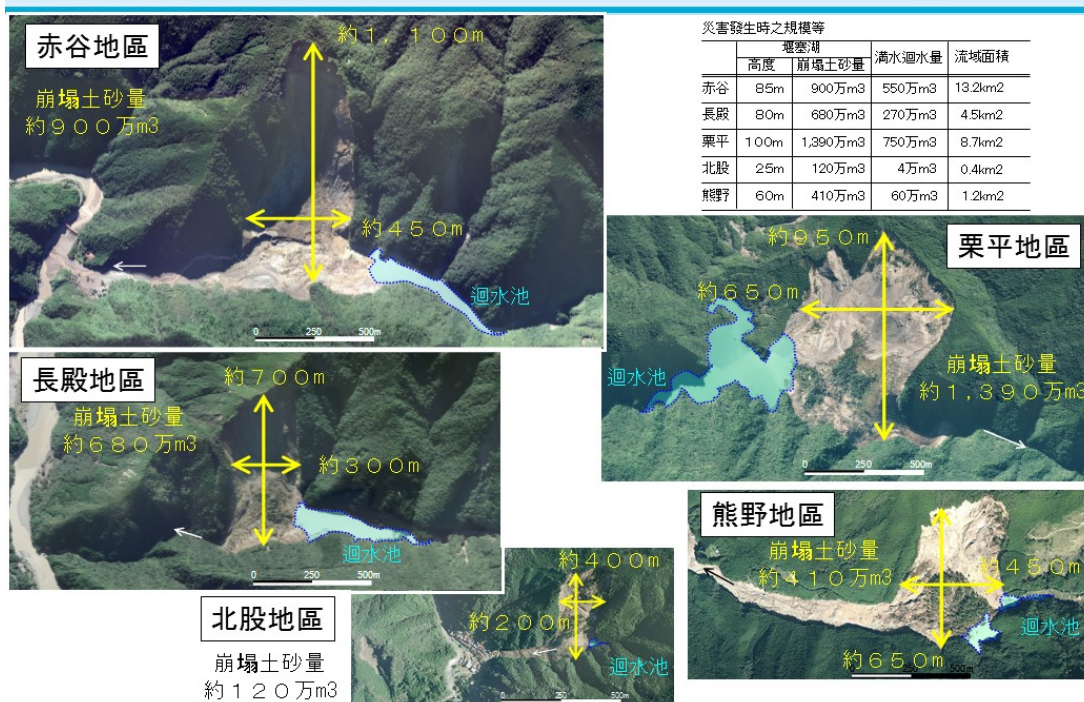 赤谷地區
約1,100m
崩塌土砂量
約900万m3
約450m
迴水池
0 250 500m
災害發生時之規模等
堰塞湖 満水迴水量 流域面積
高度 崩塌土砂量
赤谷 85m 900万m3 550万m3 13.2km2
長殿 80m 680万m3 270万m3 4.5km2
栗平 100m 1,390万m3 750万m3 8.7km2
北股 25m 120万m3 4万m3 0.4km2
熊野 60m 410万m3 60万m3 1.2km2
約950m
栗平地區
約650m
迴水池
崩塌土砂量
約1,390万m3
0 250 500m
長殿地區
約700m
崩塌土砂量
約680万m3
約300m
迴水池
0 250 500m
熊野地區
崩塌土砂量
約410万m3
約450m
迴水池
約650m
500m
北股地區
崩塌土砂量
約120万m3
約400m
約200m
迴水池
0 250 500m